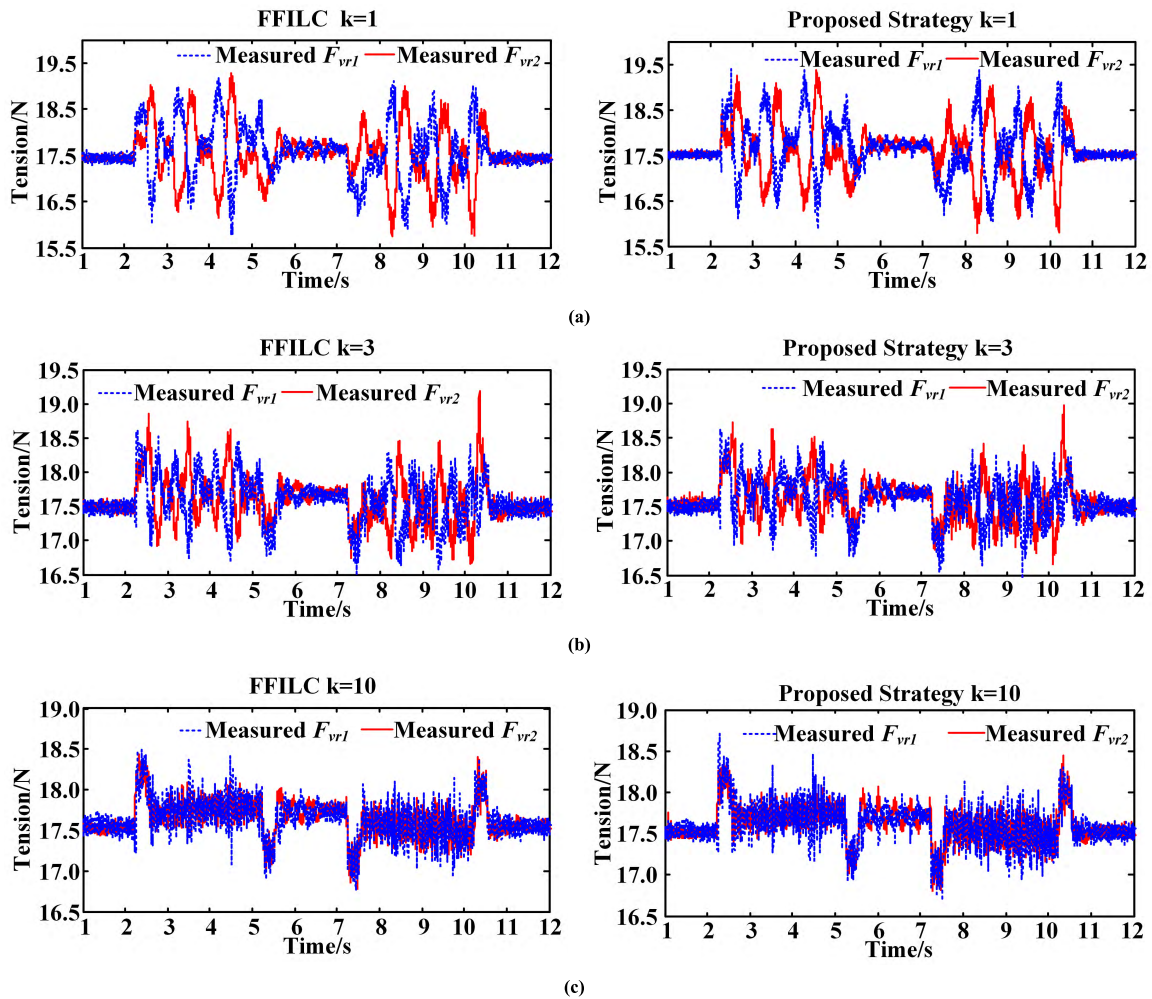 FFILC k=1
Measured Fvr1 Measured Fvr2
Tension/N
19.5
18.5
17.5
16.5
15.5
1 2 3 4 5 6 7 8 9 10 11 12
Time/s
Proposed Strategy k=1
Measured Fvr1 Measured Fvr2
Tension/N
19.5
18.5
17.5
16.5
15.5
1 2 3 4 5 6 7 8 9 10 11 12
Time/s
(a)
FFILC k=3
Measured Fvr1 Measured Fvr2
Tension/N
19.5
19.0
18.5
18.0
17.5
17.0
16.5
1 2 3 4 5 6 7 8 9 10 11 12
Time/s
Proposed Strategy k=3
Measured Fvr1 Measured Fvr2
Tension/N
19.5
19.0
18.5
18.0
17.5
17.0
16.5
1 2 3 4 5 6 7 8 9 10 11 12
Time/s
(b)
FFILC k=10
Measured Fvr1 Measured Fvr2
Tension/N
19.0
18.5
18.0
17.5
17.0
16.5
1 2 3 4 5 6 7 8 9 10 11 12
Time/s
Proposed Strategy k=10
Measured Fvr1 Measured Fvr2
Tension/N
19.0
18.5
18.0
17.5
17.0
16.5
1 2 3 4 5 6 7 8 9 10 11 12
Time/s
(c)